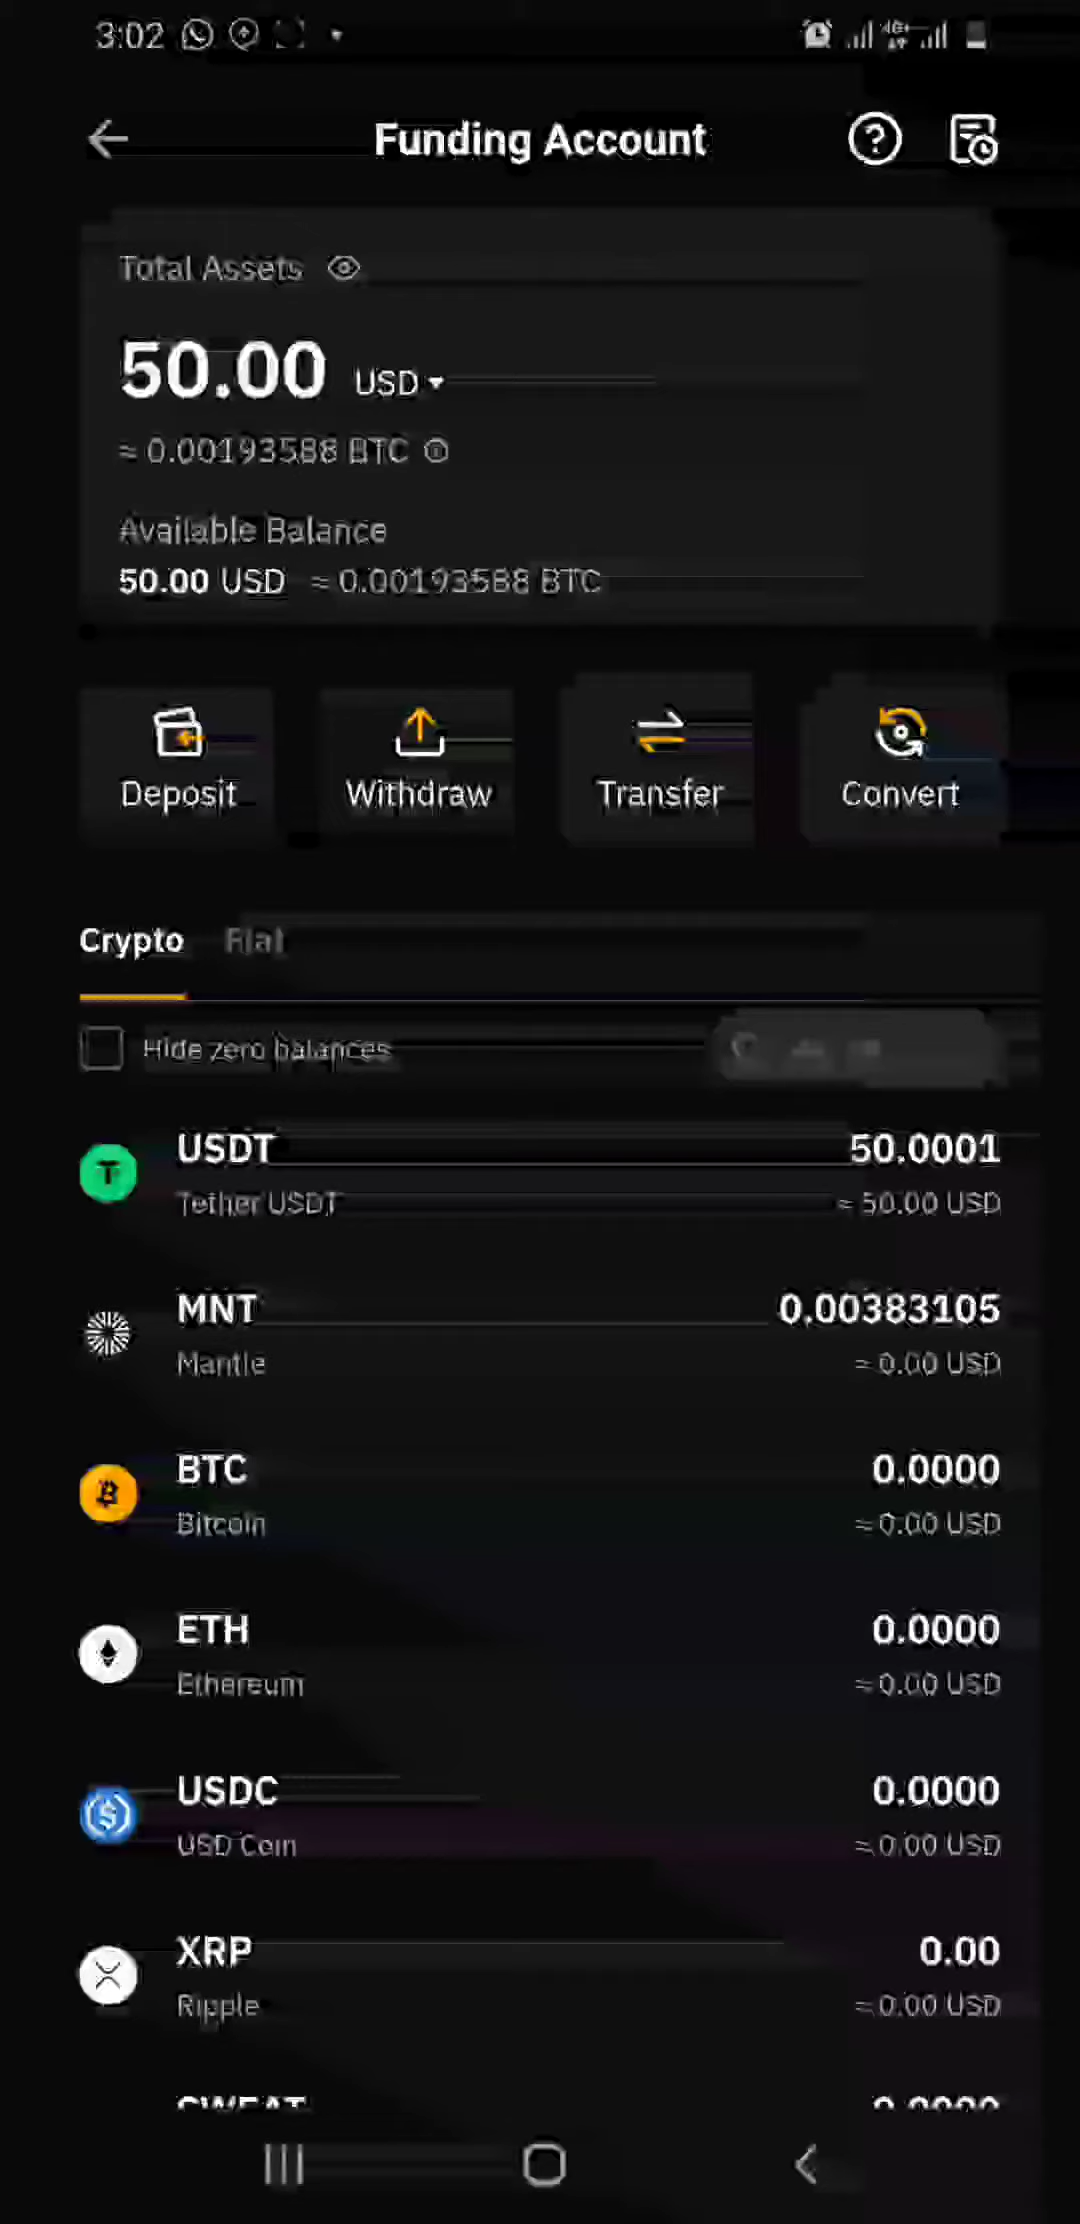 3:02
Funding Account
Total Assets
50.00 USD
≈ 0.00193588 BTC
Available Balance
50.00 USD ≈ 0.00193588 BTC
Deposit Withdraw Transfer Convert
Crypto Fiat
Hide zero balances
USDT 50.0001
Tether USDT ≈ 50.00 USD
MNT 0.00383105
Mantle ≈ 0.00 USD
BTC 0.0000
Bitcoin ≈ 0.00 USD
ETH 0.0000
Ethereum ≈ 0.00 USD
USDC 0.0000
USD Coin ≈ 0.00 USD
XRP 0.00
Ripple ≈ 0.00 USD